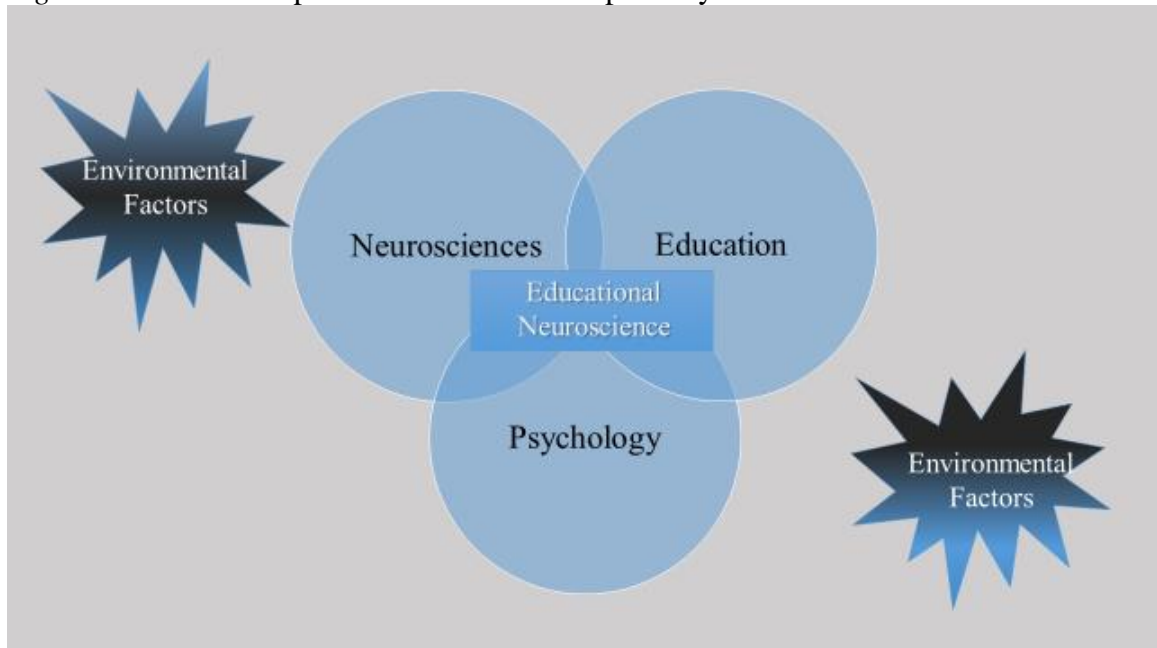 Environmental
Factors
Neurosciences
Education
Educational
Neuroscience
Psychology
Environmental
Factors